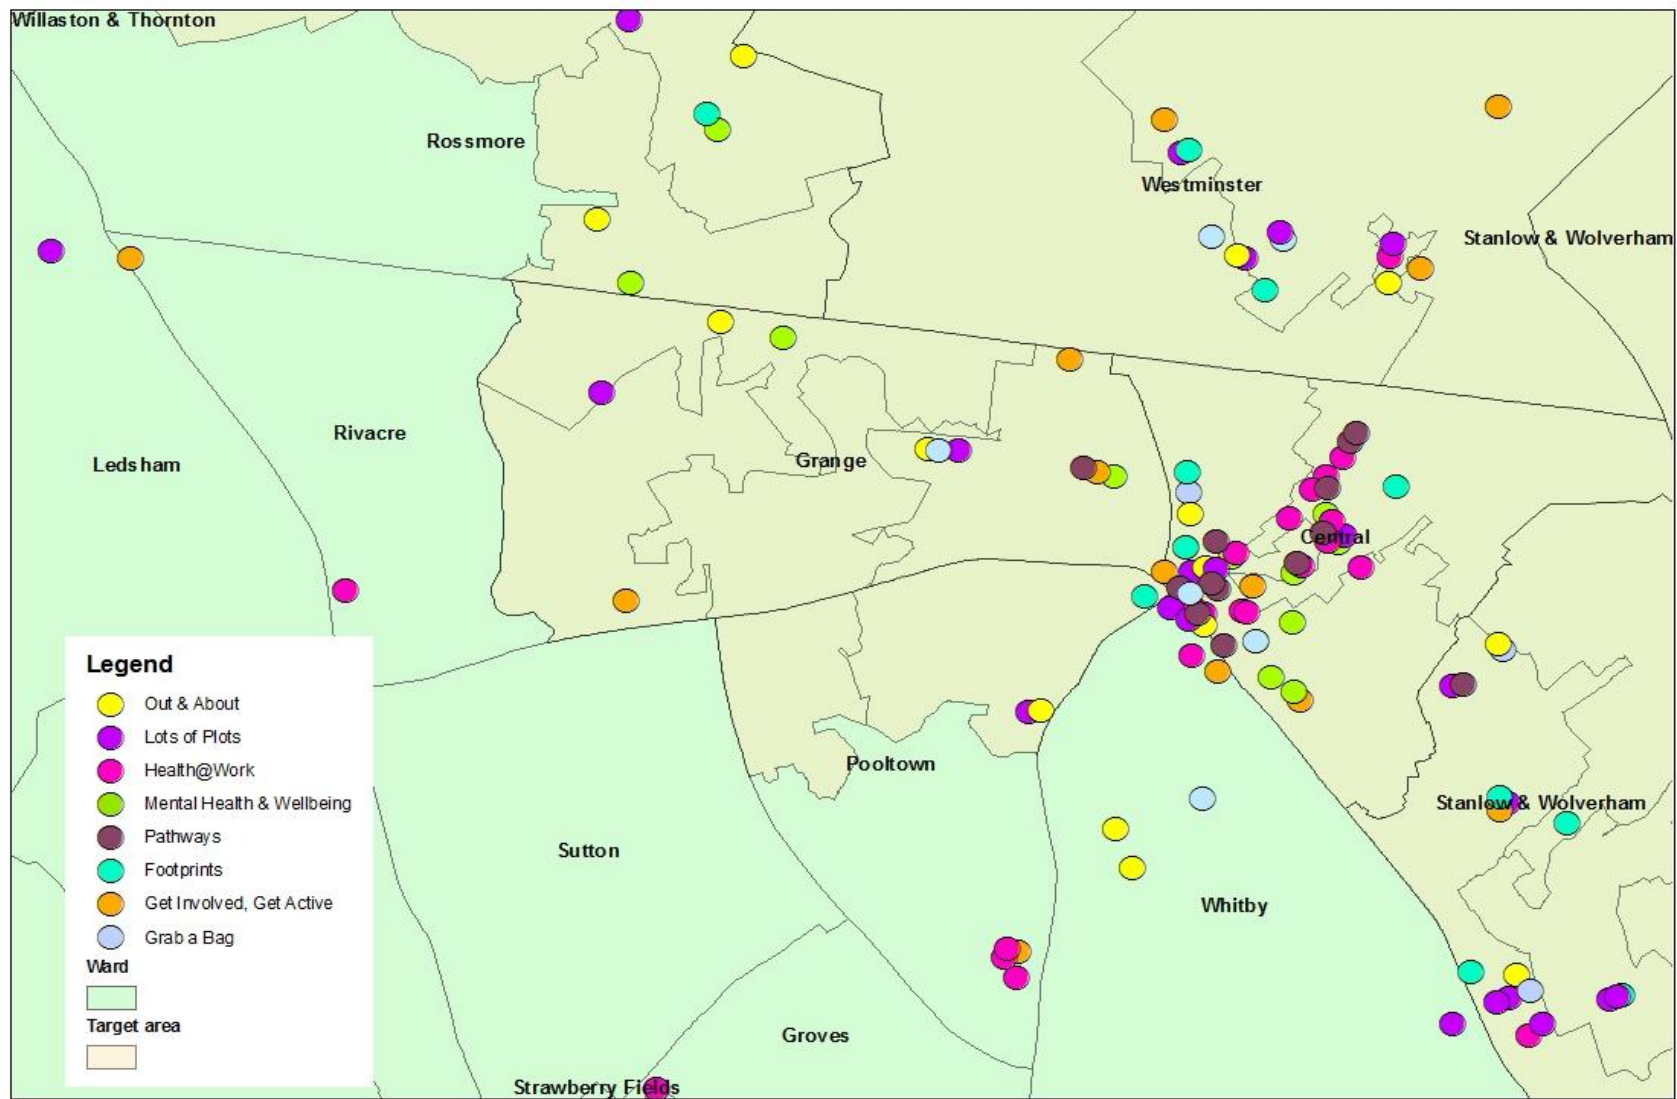 Willaston & Thornton
Rossmore
Westminster
Stanlow & Wolverham
Rivacre
Ledsham
Grange
Central
Pooltown
Stanlow & Wolverham
Sutton
Whitby
Groves
Strawberry Fields
Legend
Out & About
Lots of Plots
Health@Work
Mental Health & Wellbeing
Pathways
Footprints
Get Involved, Get Active
Grab a Bag
Ward
Target area